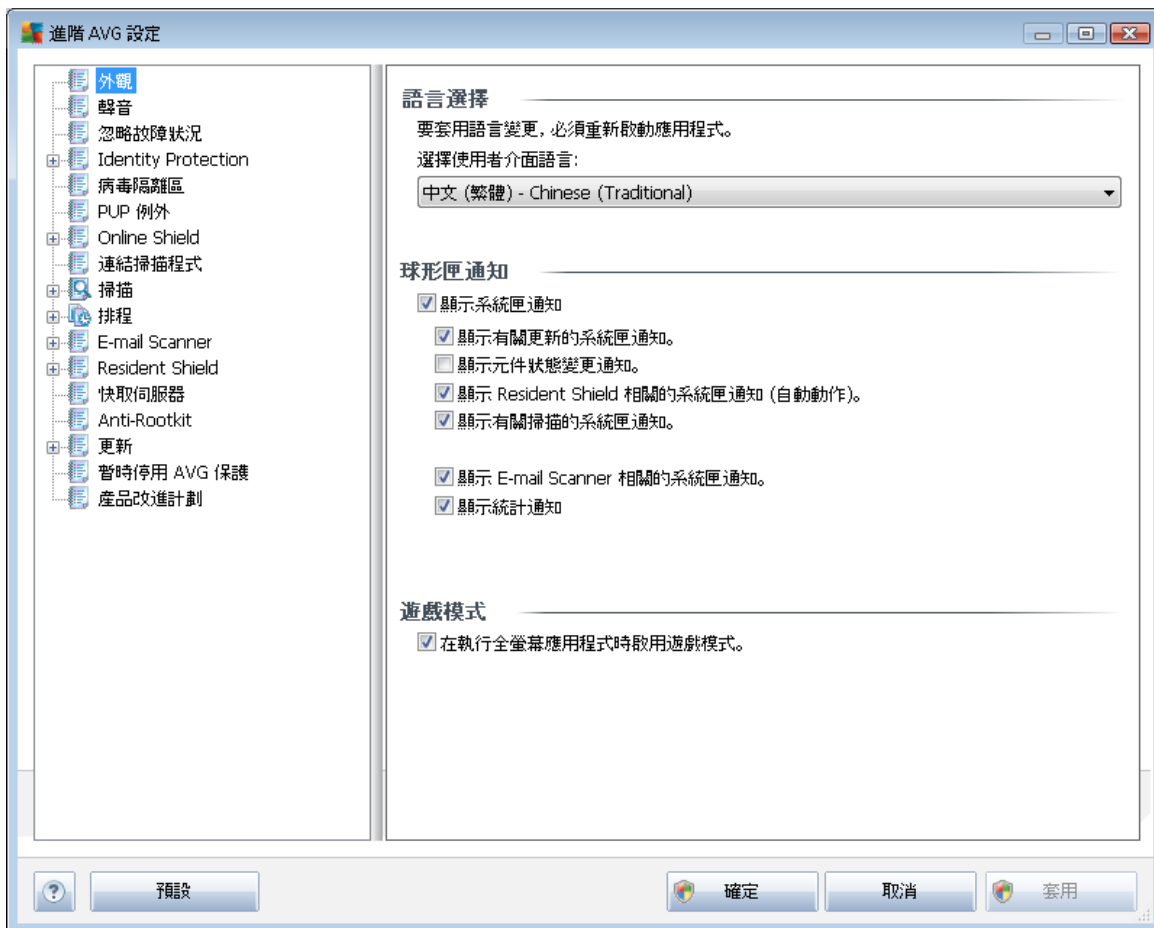 進階 AVG 設定
外觀
聲音
忽略故障狀況
Identity Protection
病毒隔離區
PUP 例外
Online Shield
連結掃描程式
掃描
排程
E-mail Scanner
Resident Shield
快取伺服器
Anti-Rootkit
更新
暫時停用 AVG 保護
產品改進計劃
語言選擇
要套用語言變更，必須重新啟動應用程式。
選擇使用者介面語言:
中文 (繁體) - Chinese (Traditional)
球形匣通知
顯示系統匣通知
顯示有關更新的系統匣通知。
顯示元件狀態變更通知。
顯示 Resident Shield 相關的系統匣通知 (自動動作)。
顯示有關掃描的系統匣通知。
顯示 E-mail Scanner 相關的系統匣通知。
顯示統計通知
遊戲模式
在執行全螢幕應用程式時啟用遊戲模式。
?
預設
確定
取消
套用